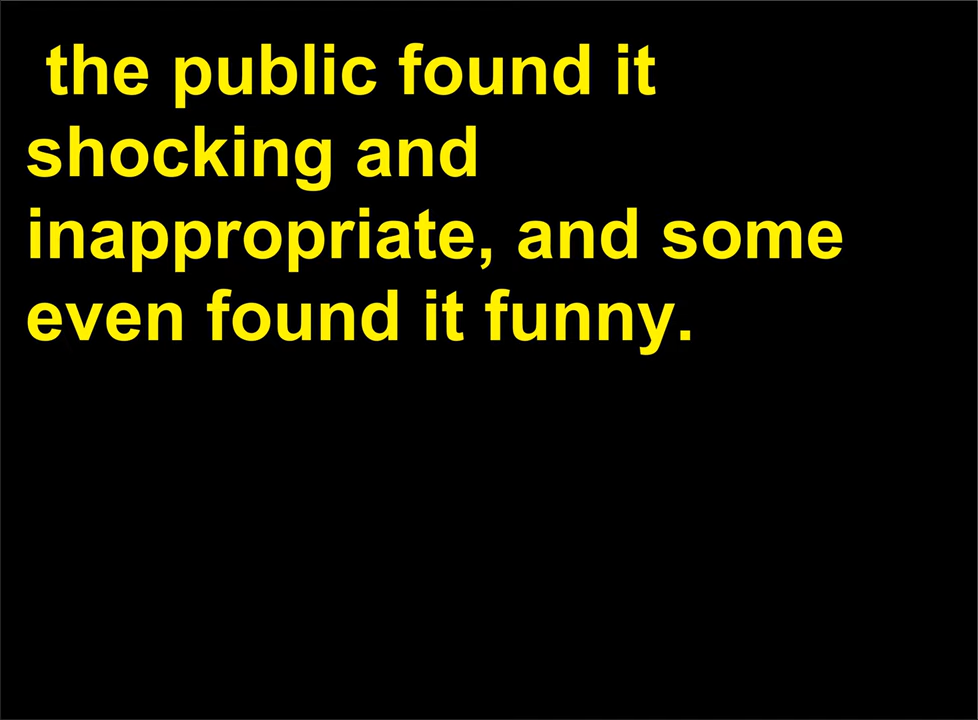 the public found it
shocking and
inappropriate, and some
even found it funny.